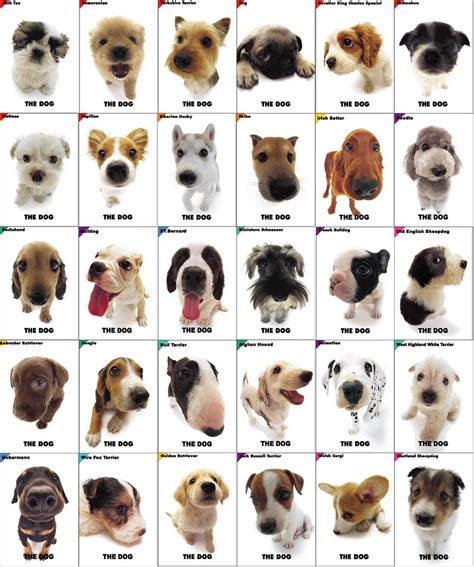 Shih Tzu
Pomeranian
Yorkshire Terrier
Pug
Cavalier King Charles Spaniel
Chihuahua
THE DOG
THE DOG
THE DOG
THE DOG
THE DOG
THE DOG
Maltese
Papillon
Siberian Husky
Shiba
Irish Setter
Poodle
THE DOG
THE DOG
THE DOG
THE DOG
THE DOG
THE DOG
Dachshund
Bulldog
ST.Bernard
Miniature Schnauzer
French Bulldog
Old English Sheepdog
THE DOG
THE DOG
THE DOG
THE DOG
THE DOG
THE DOG
Labrador Retriever
Beagle
Bull Terrier
Afghan Hound
Dalmatian
West Highland White Terrier
THE DOG
THE DOG
THE DOG
THE DOG
THE DOG
THE DOG
Dobermann
Wire Fox Terrier
Golden Retriever
Jack Russell Terrier
Welsh Corgi
Shetland Sheepdog
THE DOG
THE DOG
THE DOG
THE DOG
THE DOG
THE DOG